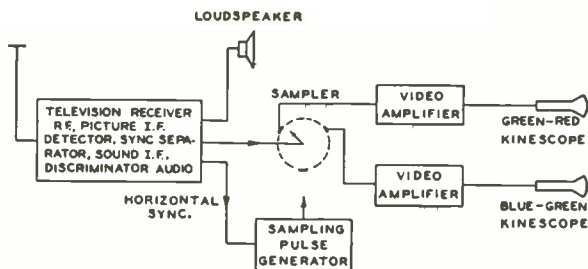 LOUDSPEAKER
TELEVISION RECEIVER
R.F., PICTURE I.F.
DETECTOR, SYNC SEPA-
RATOR, SOUND I.F.,
DISCRIMINATOR AUDIO
SAMPLER
VIDEO
AMPLIFIER
GREEN-RED
KINESCOPE
VIDEO
AMPLIFIER
BLUE-GREEN
KINESCOPE
HORIZONTAL
SYNC.
SAMPLING
PULSE
GENERATOR